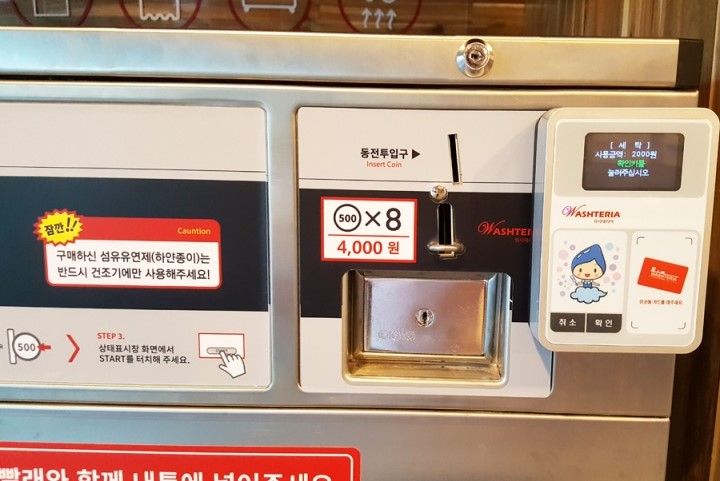 동전투입구 ▶
Insert Coin
[ 세 탁 ]
사용금액: 2000원
확인키를
눌러주십시오
WASHTERIA
잠깐!!
Cauntion
구매하신 섬유유연제(하얀종이)는
반드시 건조기에만 사용해주세요!
500 × 8
4,000 원
WASHTERIA
취소
확인
500
STEP 3.
상태표시창 화면에서
START를 터치해 주세요.
빨래와 함께 내통에 넣어주세요